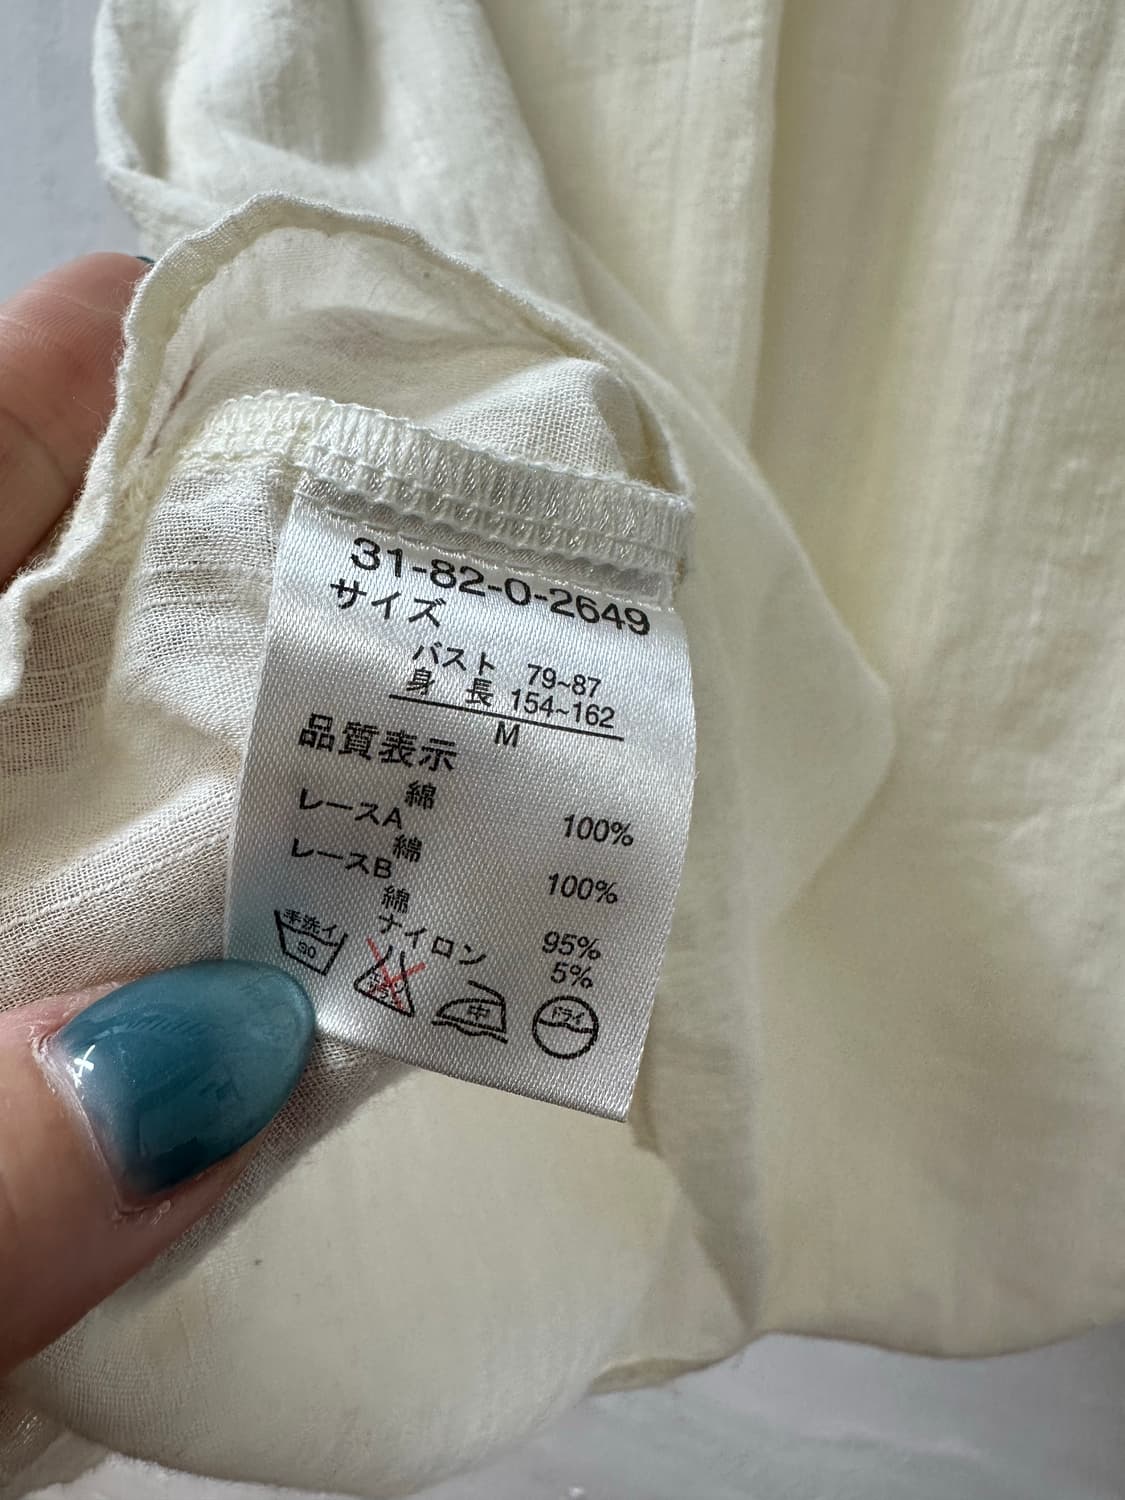 31-82-0-2649
サイズ
バスト 79~87
身 長 154~162
M
品質表示
綿 100%
レースA
綿 100%
レースB
綿 95%
ナイロン 5%
手洗イ
30
中
ドライ